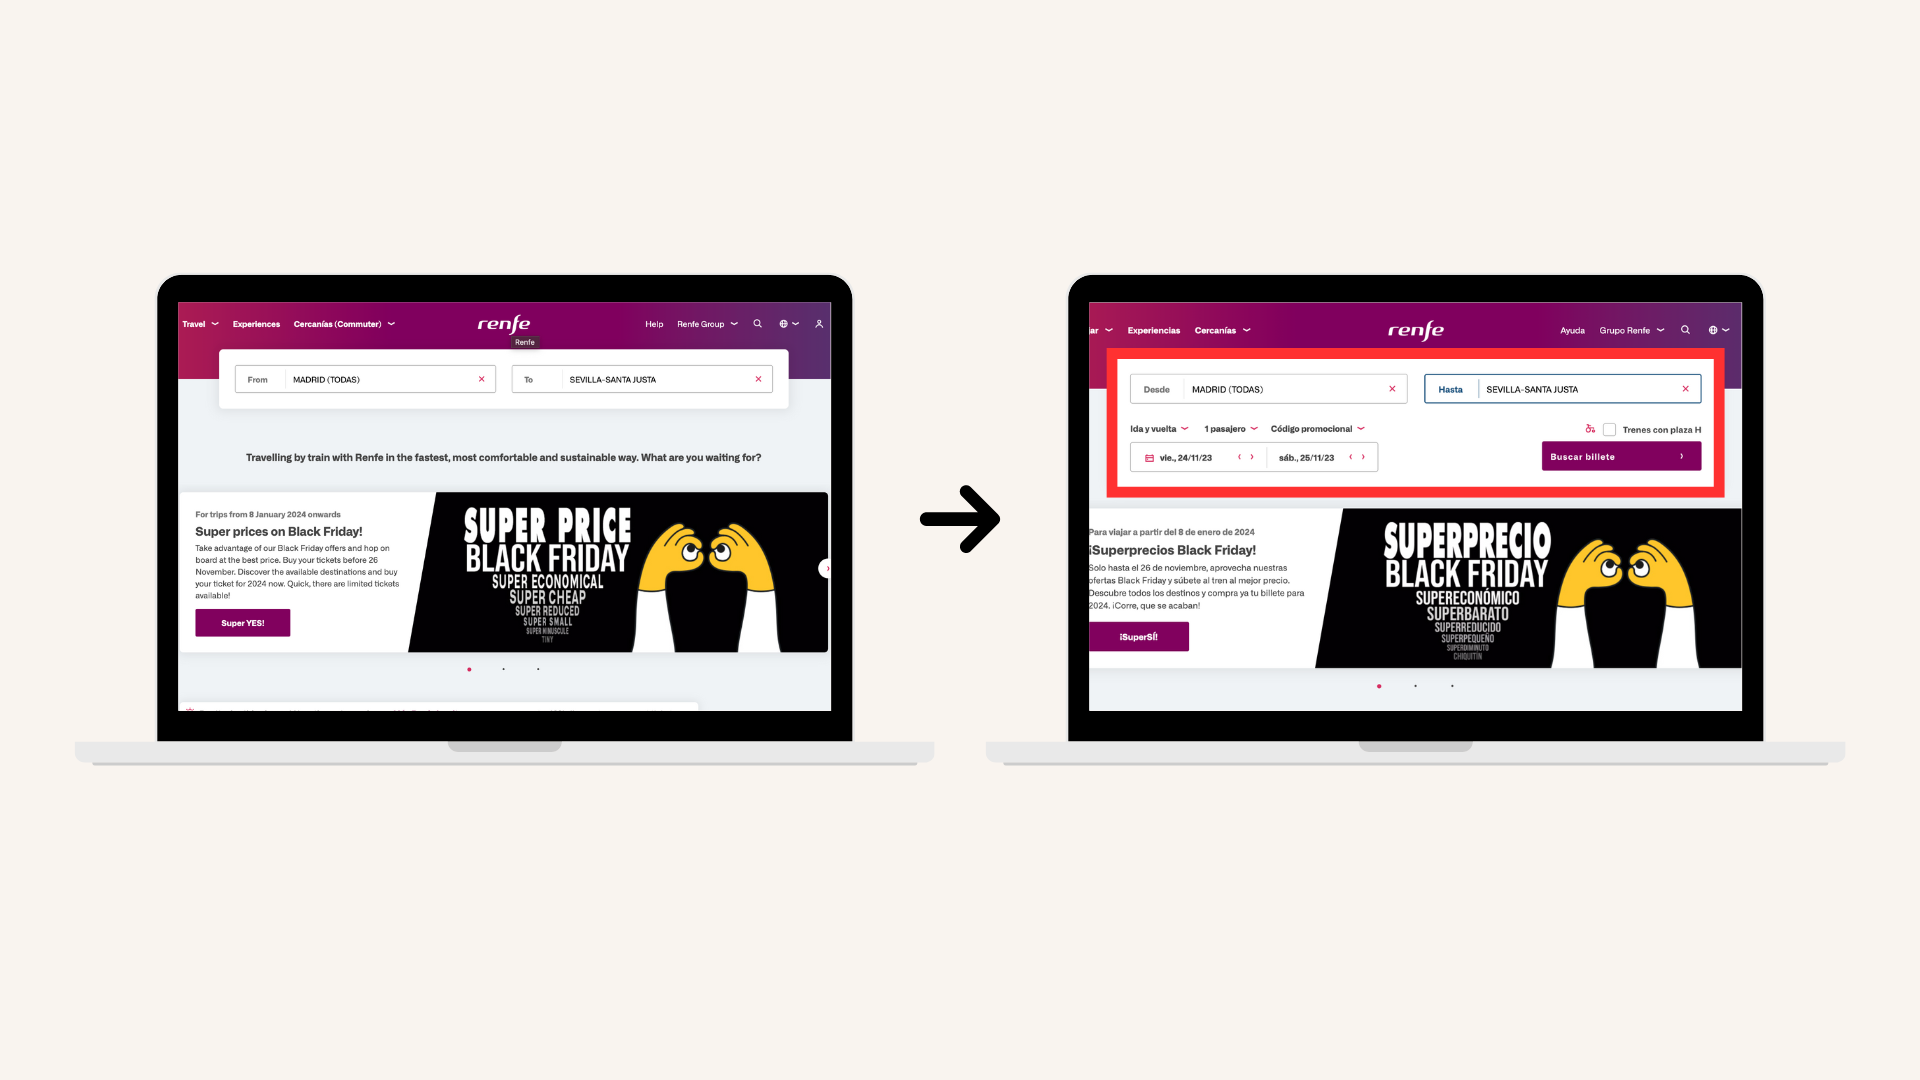 Travel Experiences Cercanías (Commuter) renfe Help Renfe Group
Renfe
From MADRID (TODAS) To SEVILLA-SANTA JUSTA
Travelling by train with Renfe in the fastest, most comfortable and sustainable way. What are you waiting for?
For trips from 8 January 2024 onwards
Super prices on Black Friday!
Take advantage of our Black Friday offers and hop on
board at the best price. Buy your tickets before 26
November. Discover the available destinations and buy
your ticket for 2024 now. Quick, there are limited tickets
available!
Super YES!
SUPER PRICE
BLACK FRIDAY
SUPER ECONOMICAL
SUPER CHEAP
SUPER REDUCED
SUPER SMALL
SUPER MINUSCULE
TINY
ar Experiencias Cercanías renfe Ayuda Grupo Renfe
Desde MADRID (TODAS) Hasta SEVILLA-SANTA JUSTA
Ida y vuelta 1 pasajero Código promocional Trenes con plaza H
vie., 24/11/23 sáb., 25/11/23 Buscar billete
Para viajar a partir del 8 de enero de 2024
¡Superprecios Black Friday!
Solo hasta el 26 de noviembre, aprovecha nuestras
ofertas Black Friday y súbete al tren al mejor precio.
Descubre todos los destinos y compra ya tu billete para
2024. ¡Corre, que se acaban!
¡SuperSÍ!
SUPERPRECIO
BLACK FRIDAY
SUPERECONÓMICO
SUPERBARATO
SUPERREDUCIDO
SUPERPEQUEÑO
SUPERDIMINUTO
CHIQUITÍN